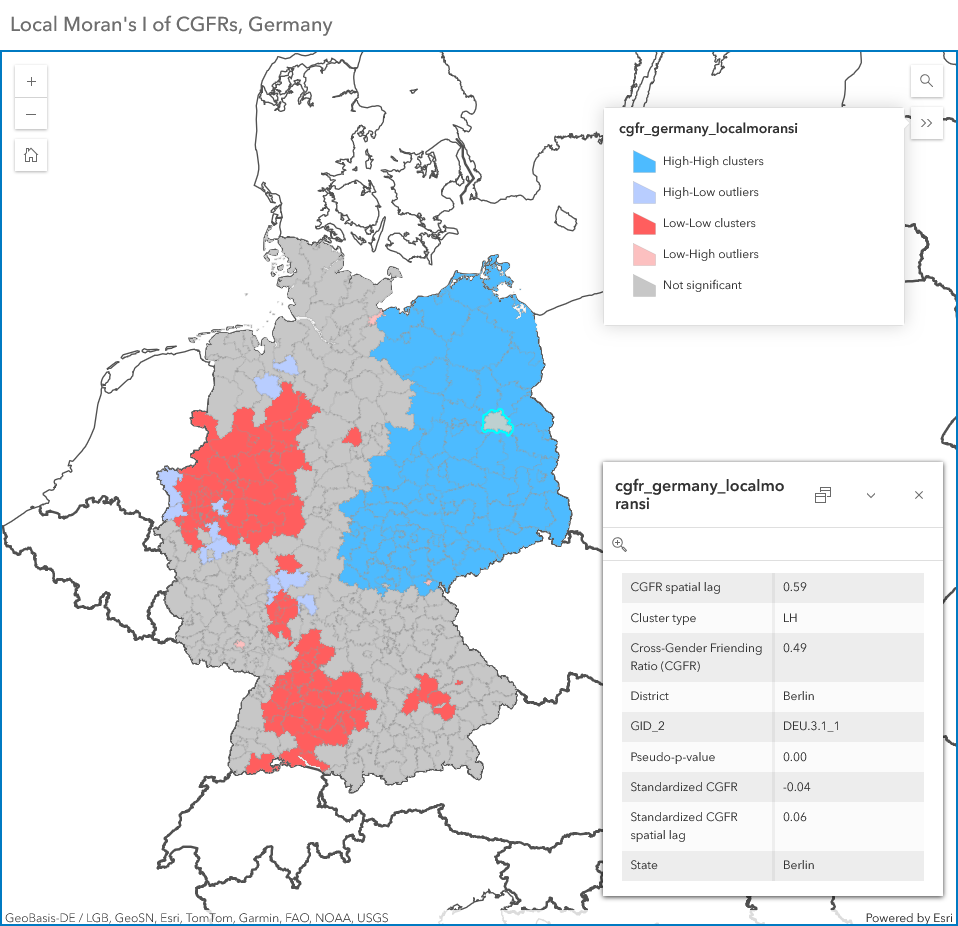 Local Moran's I of CGFRs, Germany
cgfr_germany_localmoransi
High-High clusters
High-Low outliers
Low-Low clusters
Low-High outliers
Not significant
cgfr_germany_localmo
ransi
CGFR spatial lag 0.59
Cluster type LH
Cross-Gender Friending
Ratio (CGFR) 0.49
District Berlin
GID_2 DEU.3.1_1
Pseudo-p-value 0.00
Standardized CGFR -0.04
Standardized CGFR
spatial lag 0.06
State Berlin
GeoBasis-DE / LGB, GeoSN, Esri, TomTom, Garmin, FAO, NOAA, USGS
Powered by Esri